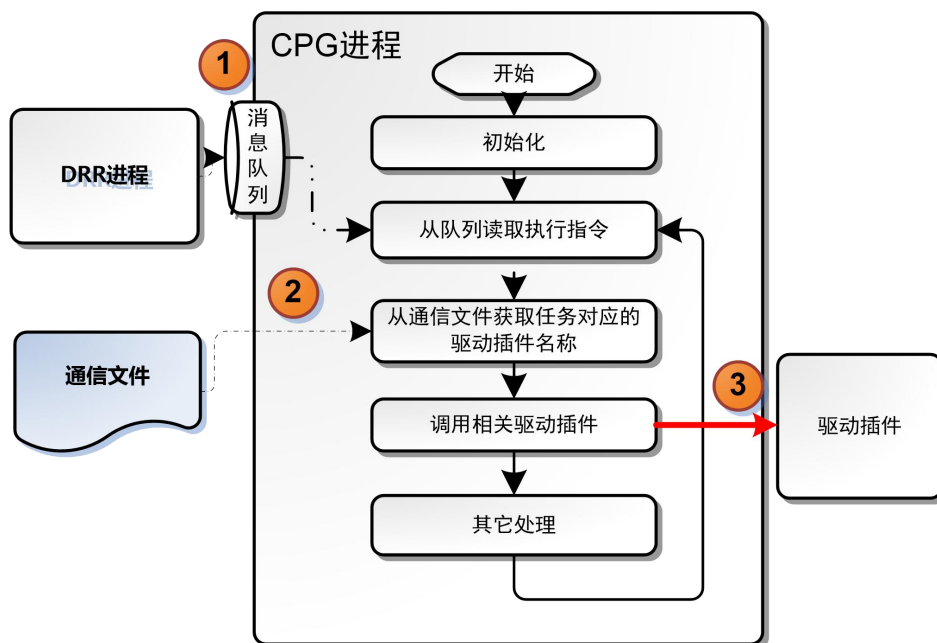 CPG进程
1
开始
消
息
队
列
初始化
DRR进程
从队列读取执行指令
2
从通信文件获取任务对应的
驱动插件名称
通信文件
3
调用相关驱动插件
驱动插件
其它处理